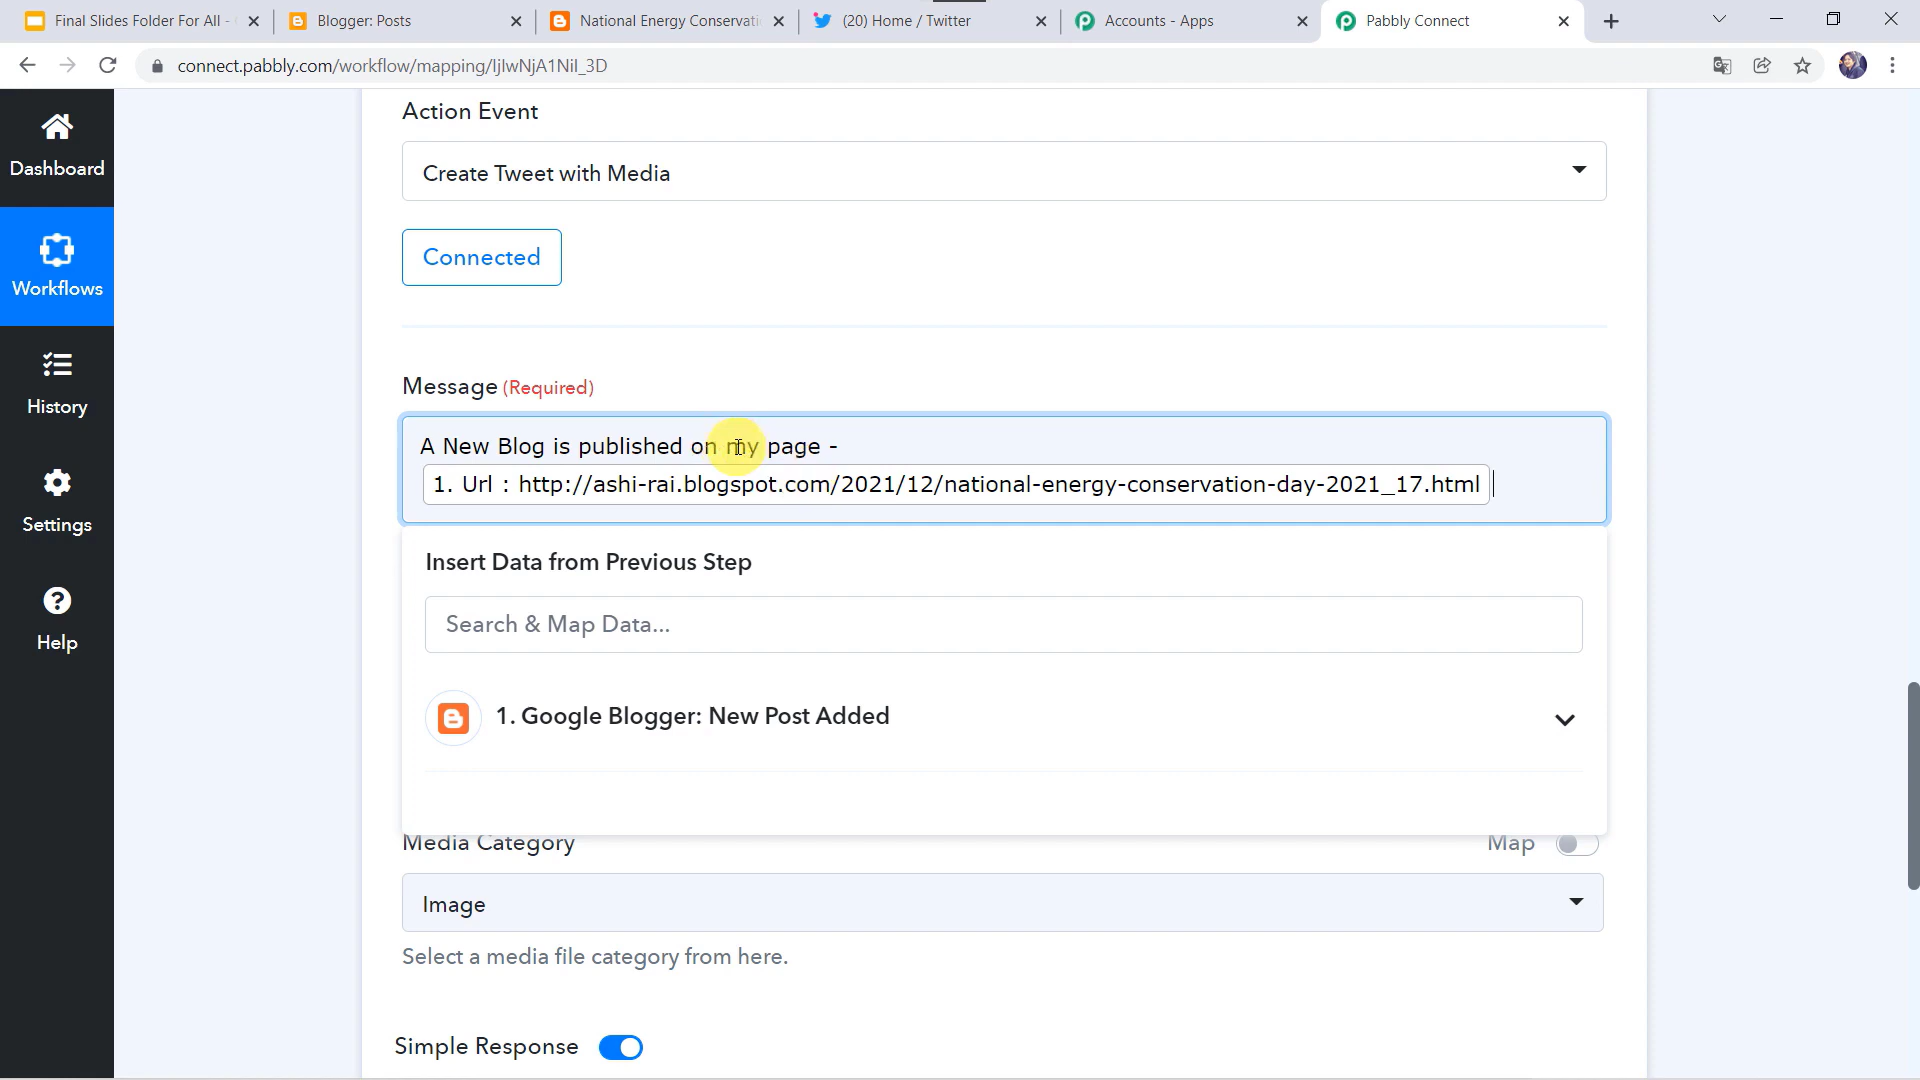 Final Slides Folder For All -
Blogger: Posts
National Energy Conservati
(20) Home / Twitter
Accounts - Apps
Pabbly Connect
connect.pabbly.com/workflow/mapping/IjIwNjA1NiI_3D
Dashboard
Workflows
History
Settings
Help
Action Event
Create Tweet with Media
Connected
Message (Required)
A New Blog is published on my page -
1. Url : http://ashi-rai.blogspot.com/2021/12/national-energy-conservation-day-2021_17.html
Insert Data from Previous Step
Search & Map Data...
1. Google Blogger: New Post Added
Media Category
Map
Image
Select a media file category from here.
Simple Response